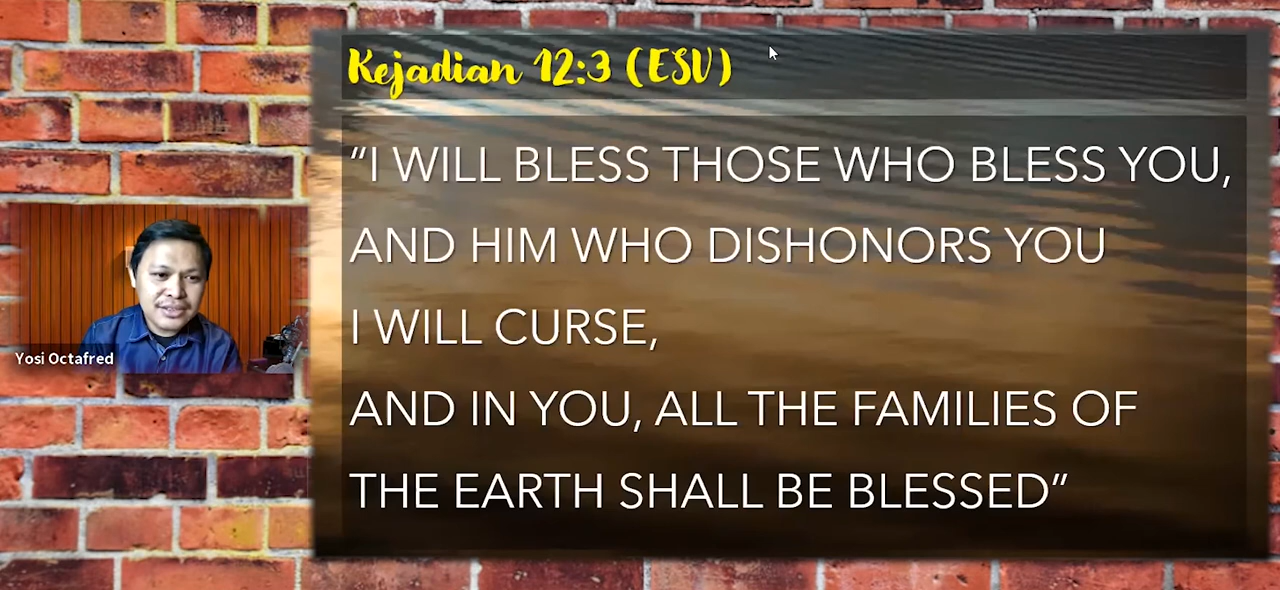 Kejadian 12:3 (ESV)
“I WILL BLESS THOSE WHO BLESS YOU,
AND HIM WHO DISHONORS YOU
I WILL CURSE,
AND IN YOU, ALL THE FAMILIES OF
THE EARTH SHALL BE BLESSED”
Yosi Octafred